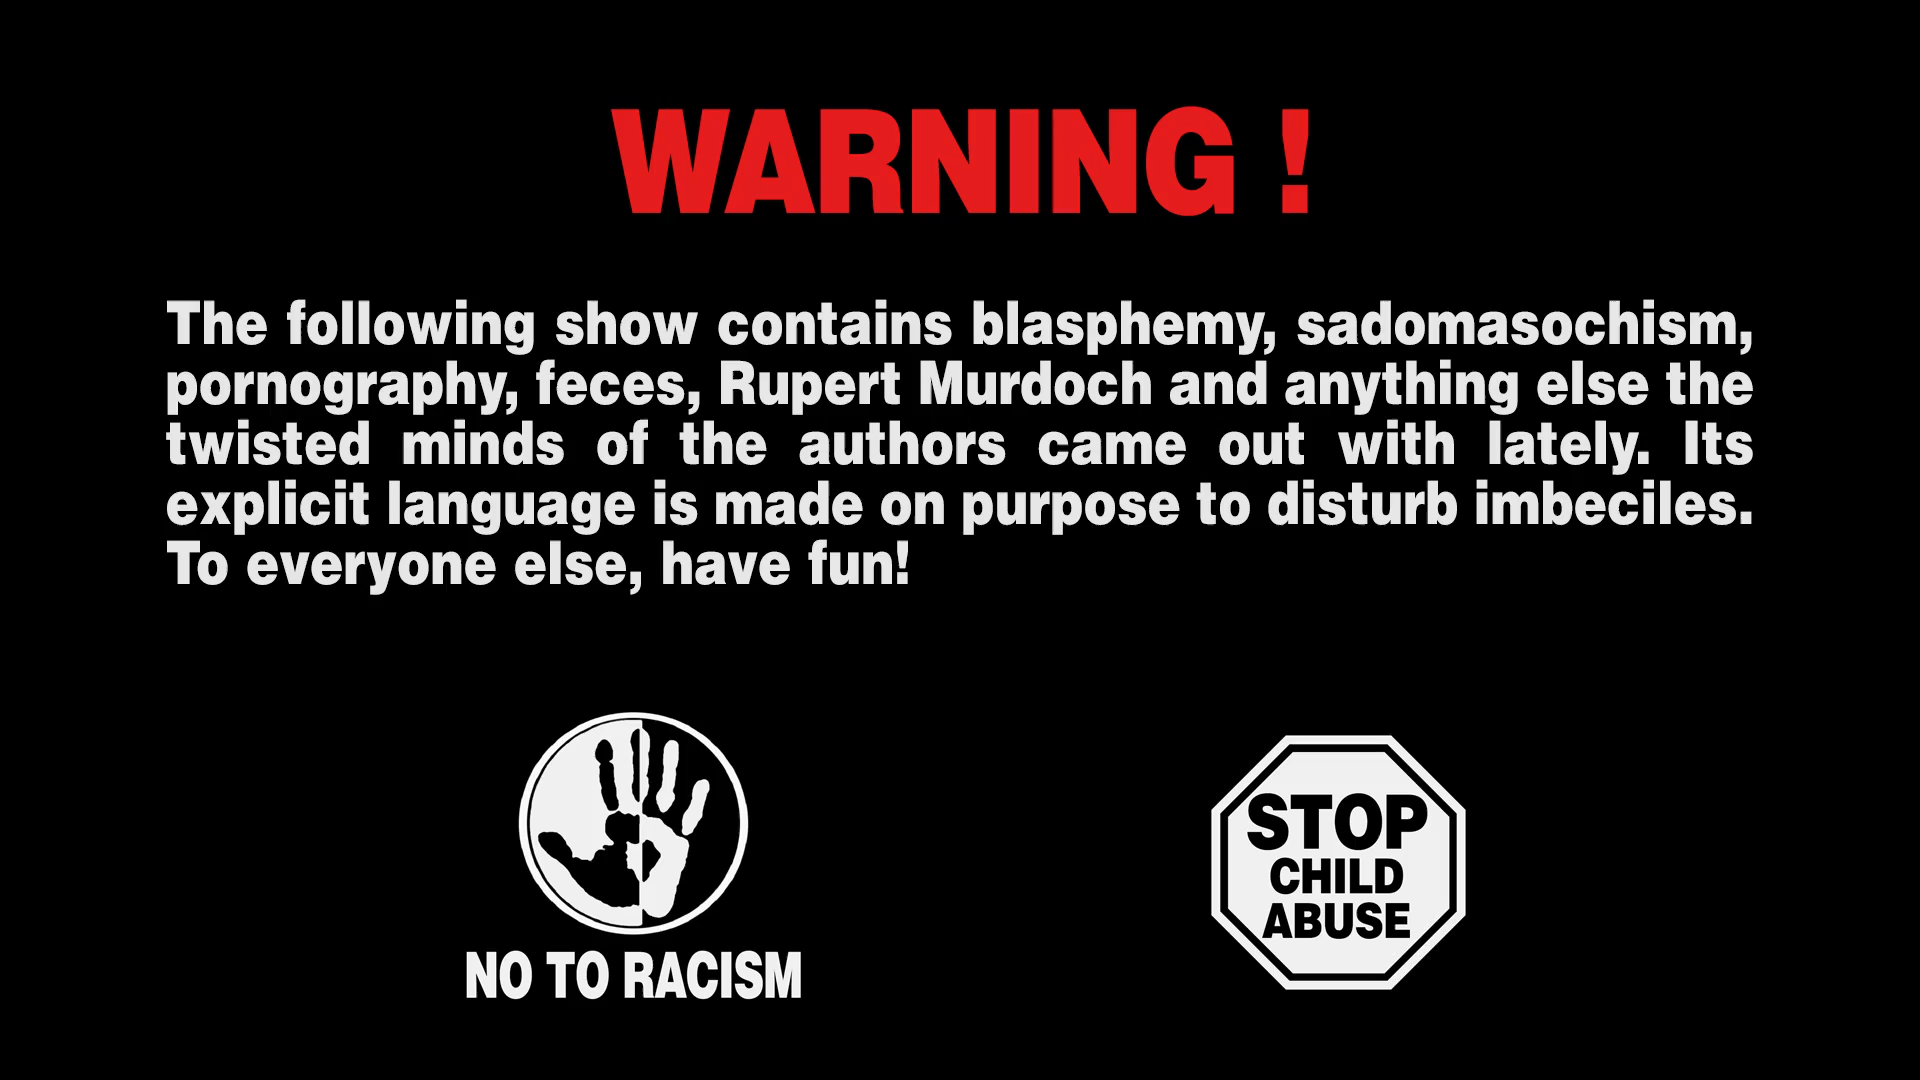 WARNING !
The following show contains blasphemy, sadomasochism,
pornography, feces, Rupert Murdoch and anything else the
twisted minds of the authors came out with lately. Its
explicit language is made on purpose to disturb imbeciles.
To everyone else, have fun!
NO TO RACISM
STOP
CHILD
ABUSE